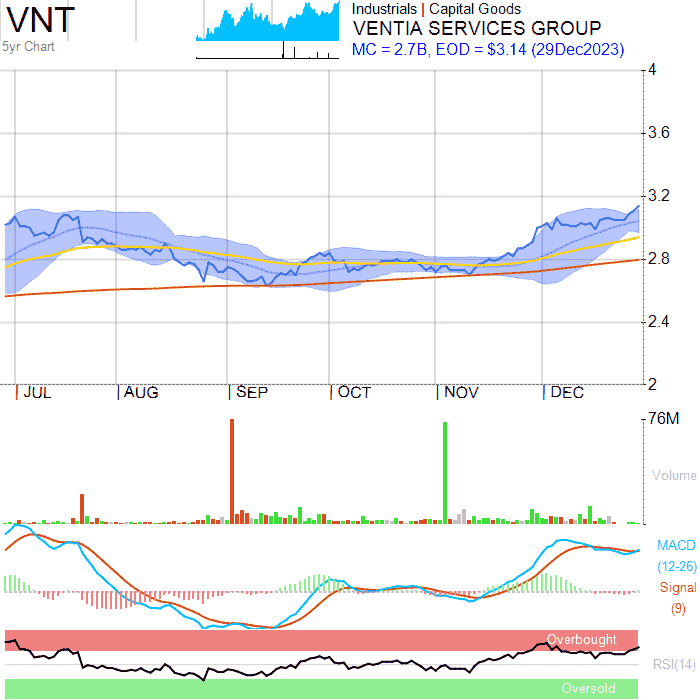 VNT
5yr Chart
Industrials | Capital Goods
VENTIA SERVICES GROUP
MC = 2.7B, EOD = $3.14 (29Dec2023)
4
3.6
3.2
2.8
2.4
2
JUL AUG SEP OCT NOV DEC
76M
Volume
MACD
(12-26)
Signal
(9)
Overbought
RSI(14)
Oversold